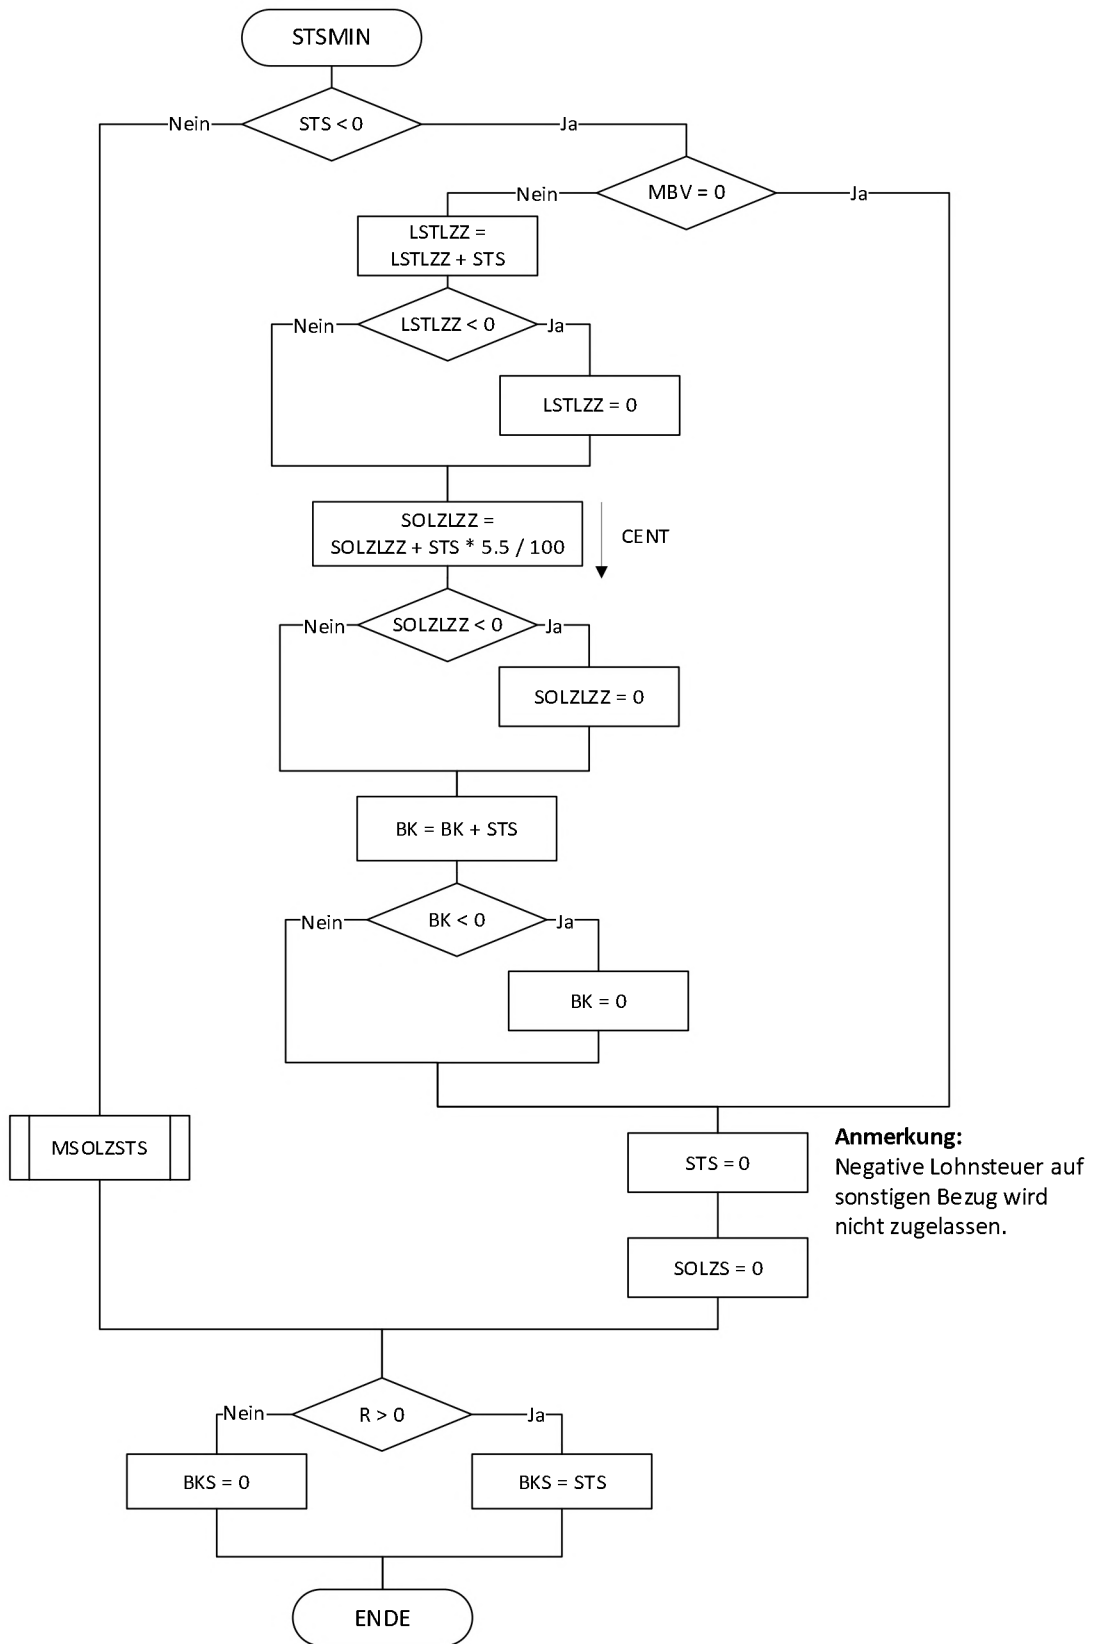 STSMIN
Nein
STS < 0
Ja
Nein
MBV = 0
Ja
LSTLZZ =
LSTLZZ + STS
Nein
LSTLZZ < 0
Ja
LSTLZZ = 0
SOLZLZZ =
SOLZLZZ + STS * 5.5 / 100
CENT
Nein
SOLZLZZ < 0
Ja
SOLZLZZ = 0
BK = BK + STS
Nein
BK < 0
Ja
BK = 0
MSOLZSTS
STS = 0
Anmerkung:
Negative Lohnsteuer auf
sonstigen Bezug wird
nicht zugelassen.
SOLZS = 0
Nein
R > 0
Ja
BKS = 0
BKS = STS
ENDE